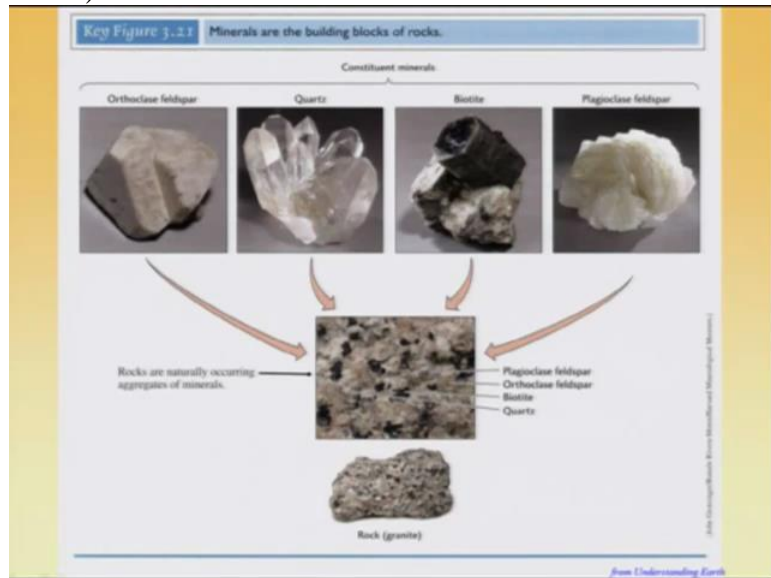 Key Figure 3.21
Minerals are the building blocks of rocks.
Constituent minerals
Orthoclase feldspar
Quartz
Biotite
Plagioclase feldspar
Rocks are naturally occurring
aggregates of minerals.
Plagioclase feldspar
Orthoclase feldspar
Biotite
Quartz
Rock (granite)
from Understanding Earth